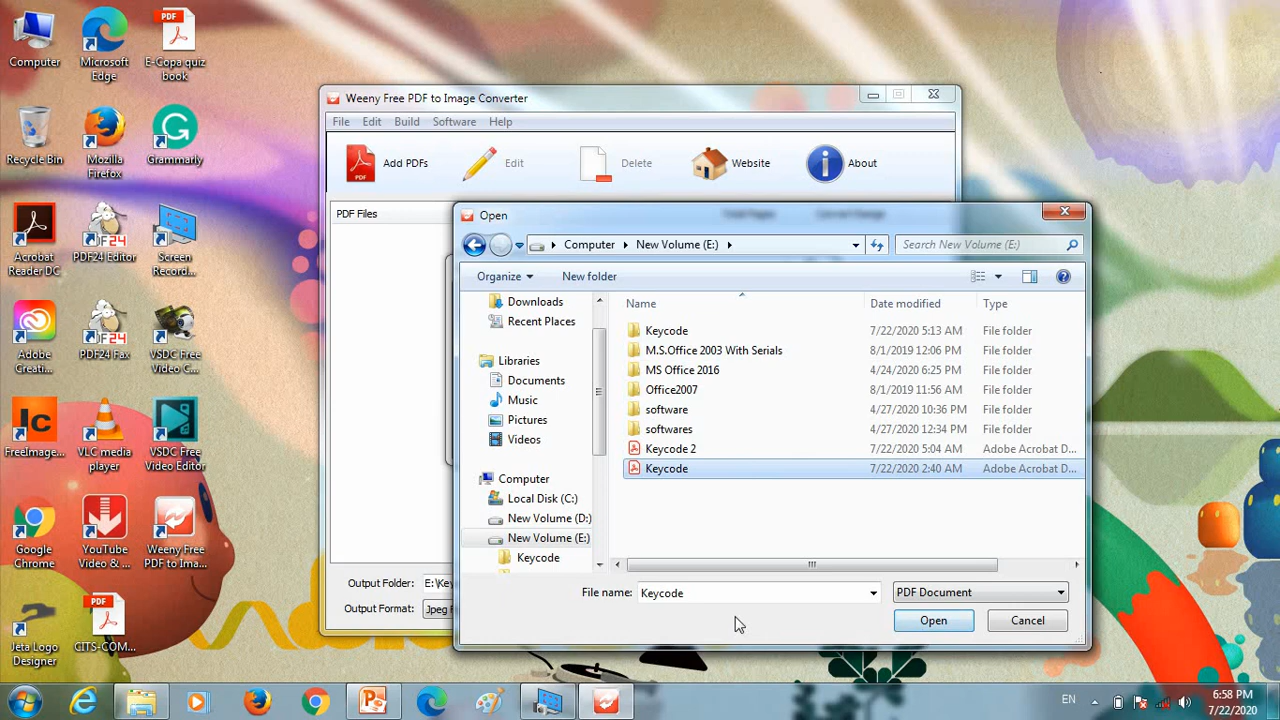 Computer
Microsoft
Edge
PDF
E-Copa quiz
book
Recycle Bin
Mozilla
Firefox
Grammarly
Acrobat
Reader DC
PDF24 Editor
Screen
Record...
Adobe
Creati...
PDF24 Fax
VSDC Free
Video C...
FreeImage...
VLC media
player
VSDC Free
Video Editor
Google
Chrome
YouTube
Video & ...
Weeny Free
PDF to Ima...
Jeta Logo
Designer
PDF
CITS-COM...
Weeny Free PDF to Image Converter
File Edit Build Software Help
PDF
Add PDFs Edit Delete Website About
PDF Files
Output Folder: E:\Key
Output Format: Jpeg F
Open
Computer New Volume (E:) Search New Volume (E:)
Organize New folder
Downloads
Recent Places
Libraries
Documents
Music
Pictures
Videos
Computer
Local Disk (C:)
New Volume (D:)
New Volume (E:)
Keycode
Name Date modified Type
Keycode 7/22/2020 5:13 AM File folder
M.S.Office 2003 With Serials 8/1/2019 12:06 PM File folder
MS Office 2016 4/24/2020 6:25 PM File folder
Office2007 8/1/2019 11:56 AM File folder
software 4/27/2020 10:36 PM File folder
softwares 4/27/2020 12:34 PM File folder
Keycode 2 7/22/2020 5:04 AM Adobe Acrobat D...
Keycode 7/22/2020 2:40 AM Adobe Acrobat D...
File name: Keycode PDF Document
Open Cancel
EN
6:58 PM
7/22/2020